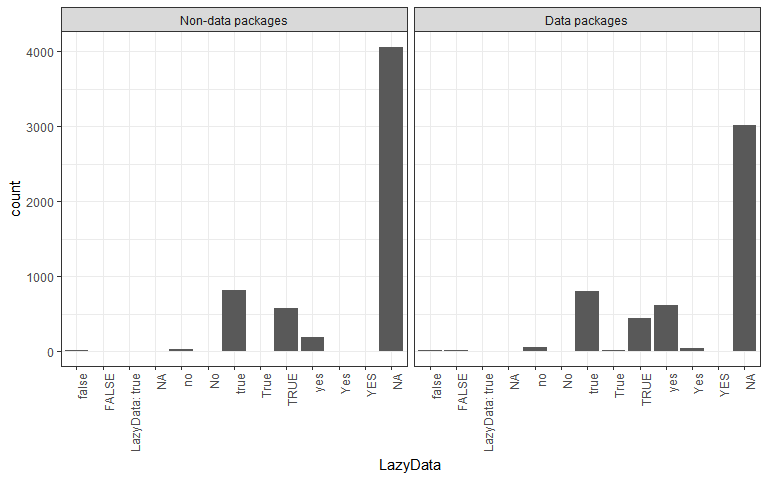 Non-data packages
Data packages
count
4000
3000
2000
1000
0
false
FALSE
LazyData: true
NA
no
No
true
True
TRUE
yes
Yes
YES
NA
false
FALSE
LazyData: true
NA
no
No
true
True
TRUE
yes
Yes
YES
NA
LazyData